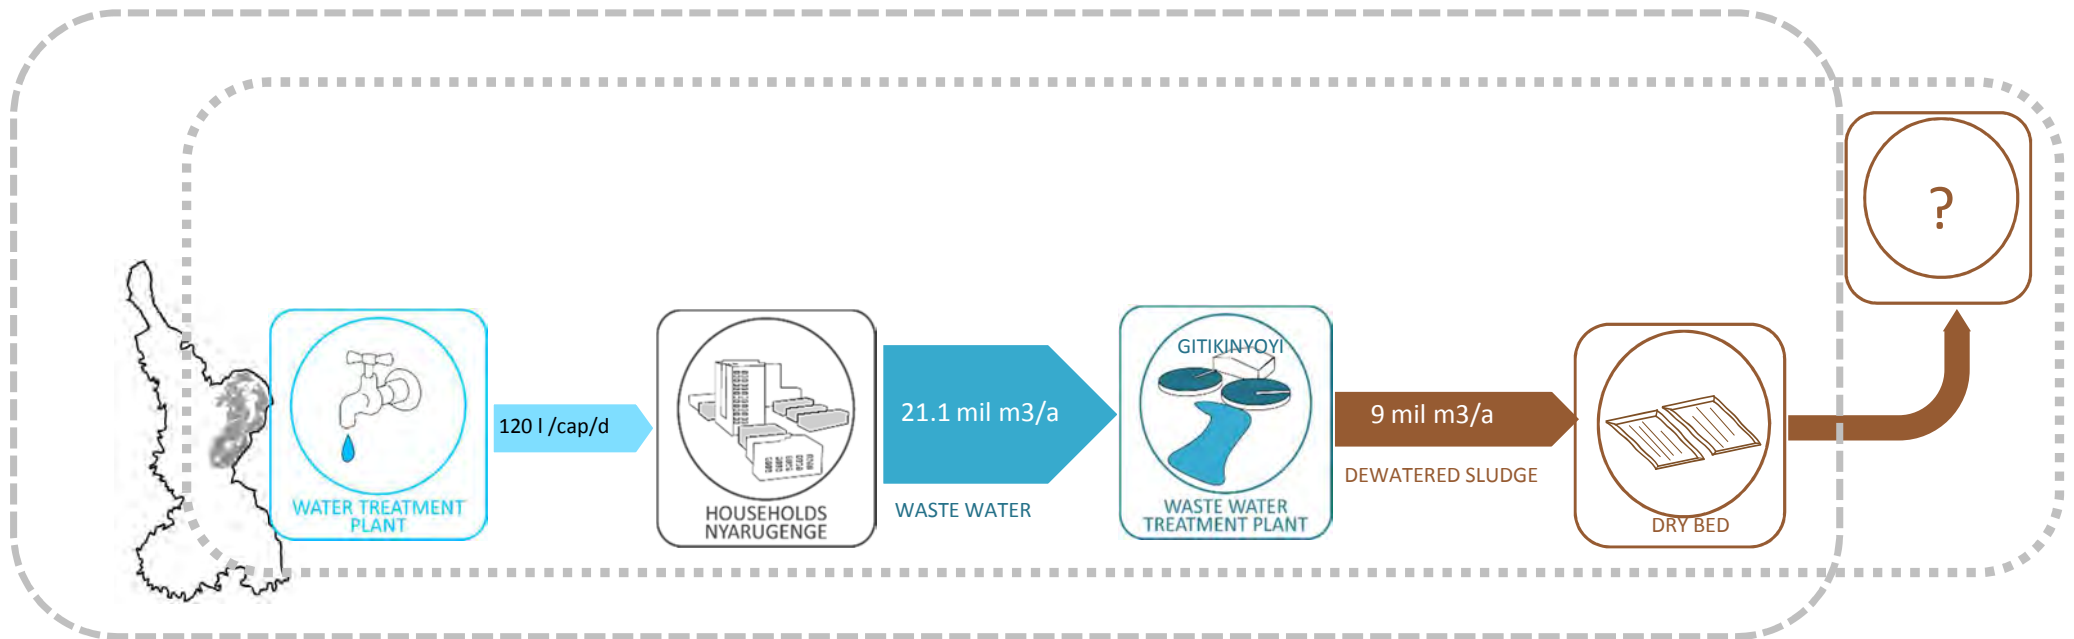 WATER TREATMENT
PLANT
120 l /cap/d
HOUSEHOLDS
NYARUGENGE
21.1 mil m3/a
WASTE WATER
GITIKINYOYI
WASTE WATER
TREATMENT PLANT
9 mil m3/a
DEWATERED SLUDGE
DRY BED
?